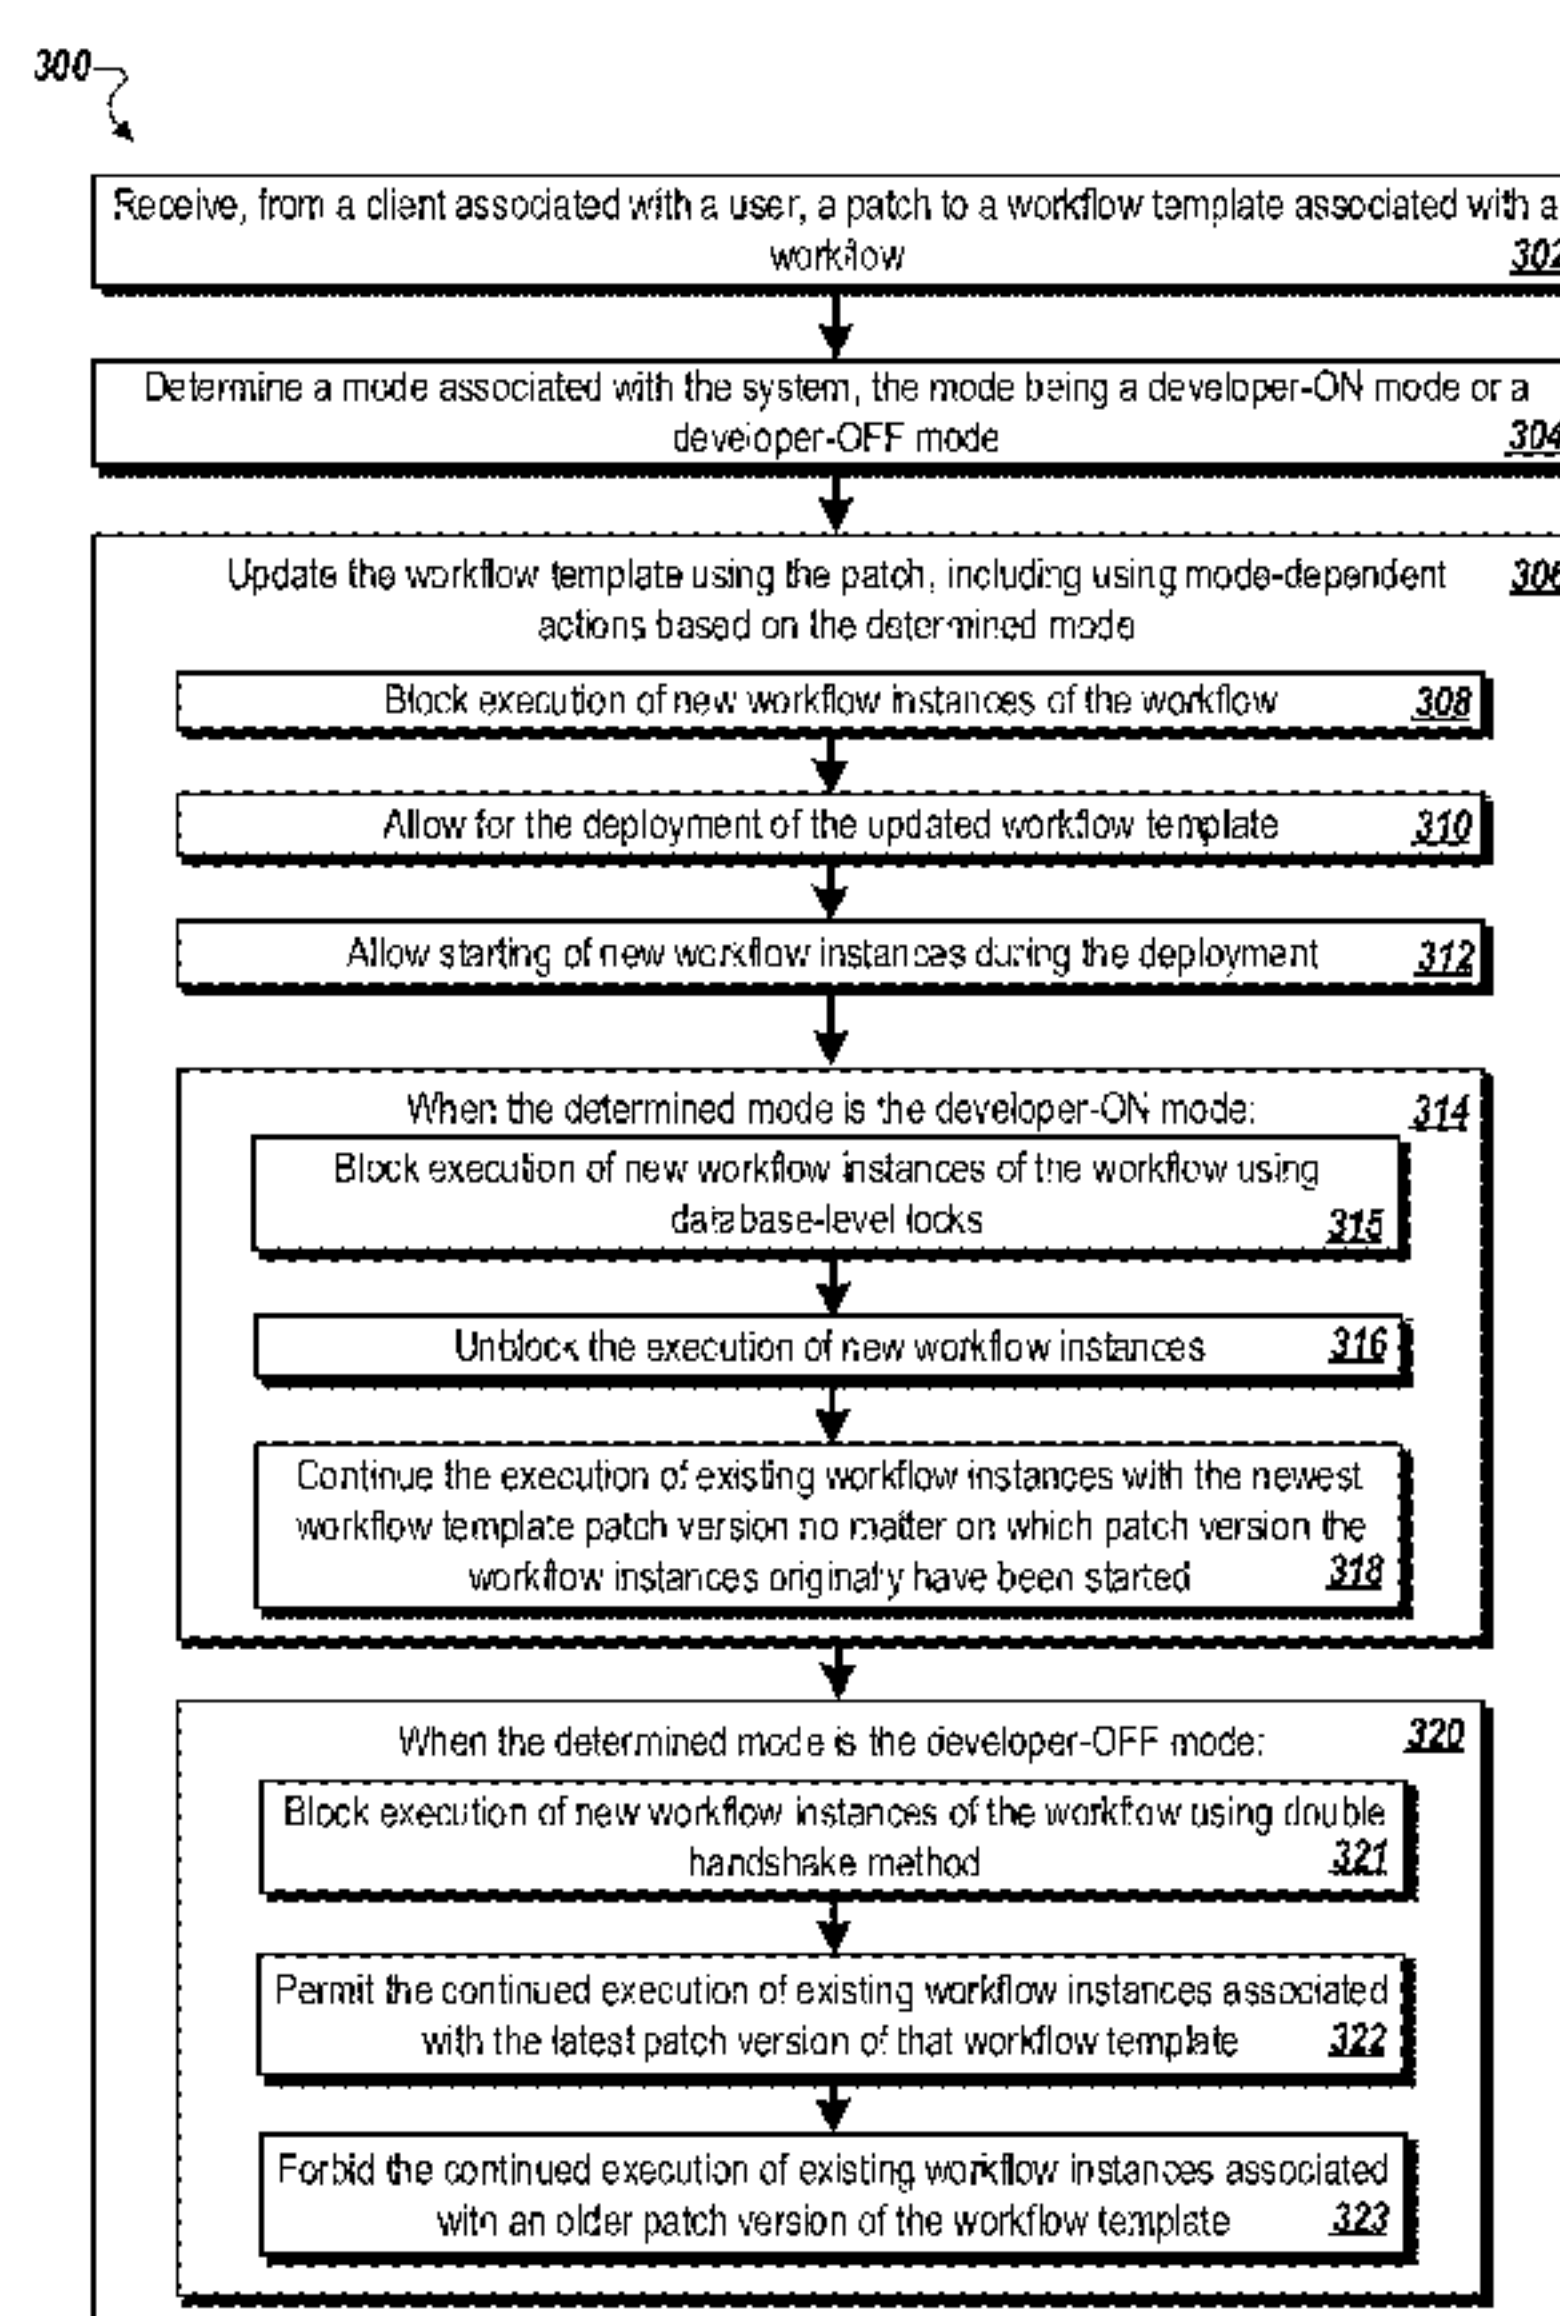 300
Receive, from a client associated with a user, a patch to a workflow template associated with a
workflow
302
Determine a mode associated with the system, the mode being a developer-ON mode or a
developer-OFF mode
304
Update the workflow template using the patch, including using mode-dependent
306
actions based on the determined mode
Block execution of new workflow instances of the workflow
308
Allow for the deployment of the updated workflow template
310
Allow starting of new workflow instances during the deployment
312
When the determined mode is the developer-ON mode:
314
Block execution of new workflow instances of the workflow using
database-level locks
315
Unblock the execution of new workflow instances
316
Continue the execution of existing workflow instances with the newest
workflow template patch version no matter on which patch version the
workflow instances originally have been started
318
When the determined mode is the developer-OFF mode:
320
Block execution of new workflow instances of the workflow using double
handshake method
321
Permit the continued execution of existing workflow instances associated
with the latest patch version of that workflow template
322
Forbid the continued execution of existing workflow instances associated
with an older patch version of the workflow template
323